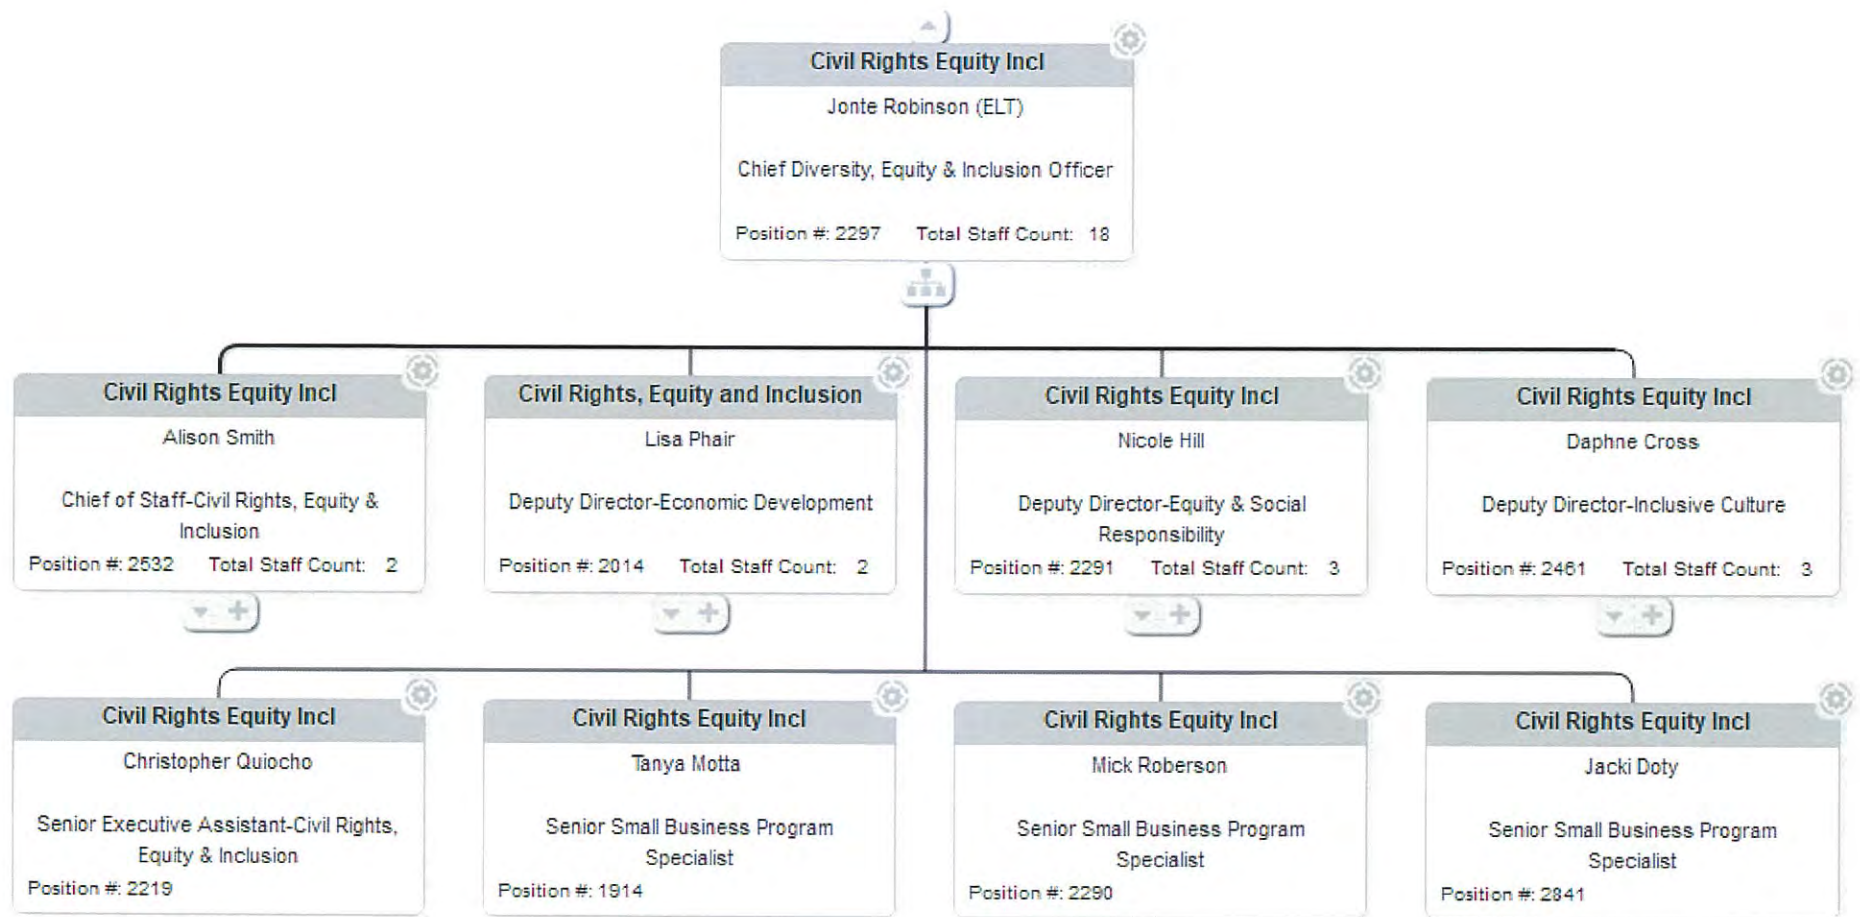 Civil Rights Equity Incl
Jonte Robinson (ELT)
Chief Diversity, Equity & Inclusion Officer
Position #: 2297 Total Staff Count: 18
Civil Rights Equity Incl
Alison Smith
Chief of Staff-Civil Rights, Equity &
Inclusion
Position #: 2532 Total Staff Count: 2
Civil Rights, Equity and Inclusion
Lisa Phair
Deputy Director-Economic Development
Position #: 2014 Total Staff Count: 2
Civil Rights Equity Incl
Nicole Hill
Deputy Director-Equity & Social
Responsibility
Position #: 2291 Total Staff Count: 3
Civil Rights Equity Incl
Daphne Cross
Deputy Director-Inclusive Culture
Position #: 2461 Total Staff Count: 3
Civil Rights Equity Incl
Christopher Quiocho
Senior Executive Assistant-Civil Rights,
Equity & Inclusion
Position #: 2219
Civil Rights Equity Incl
Tanya Motta
Senior Small Business Program
Specialist
Position #: 1914
Civil Rights Equity Incl
Mick Roberson
Senior Small Business Program
Specialist
Position #: 2290
Civil Rights Equity Incl
Jacki Doty
Senior Small Business Program
Specialist
Position #: 2841